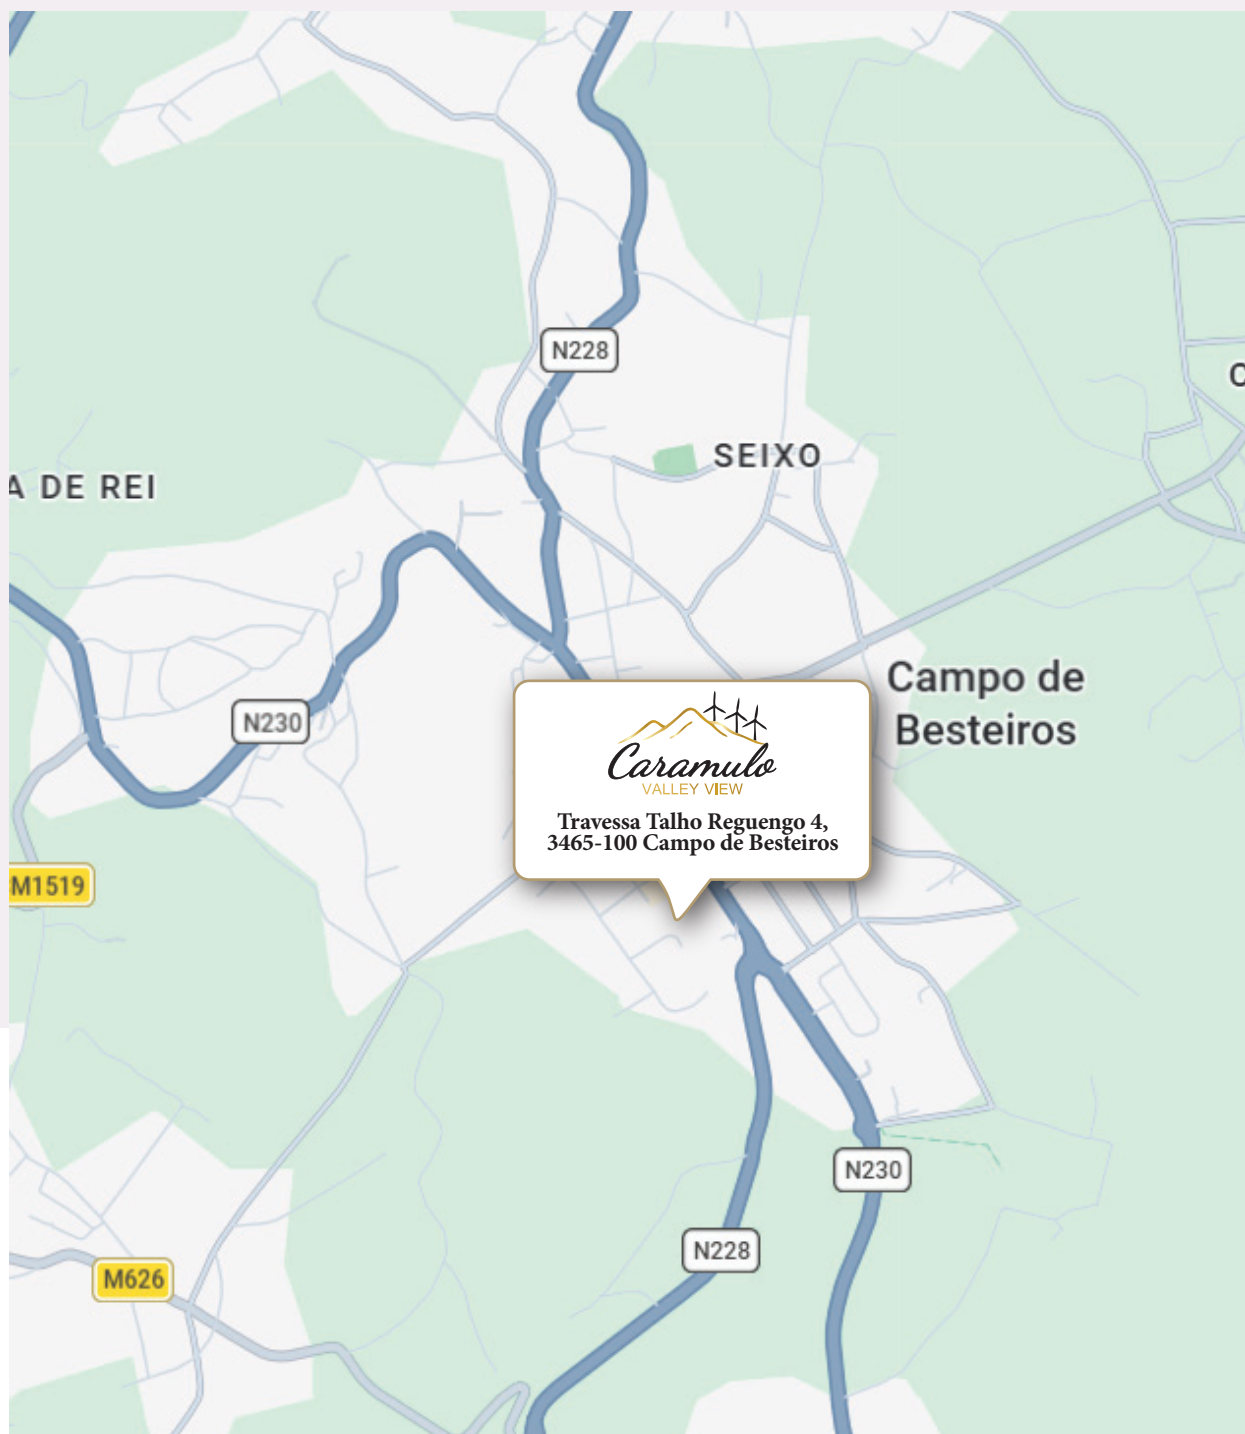 N228
SEIXO
A DE REI
Campo de
Besteiros
N230
Caramulo
VALLEY VIEW
Travessa Talho Reguengo 4,
3465-100 Campo de Besteiros
M1519
N230
N228
M626